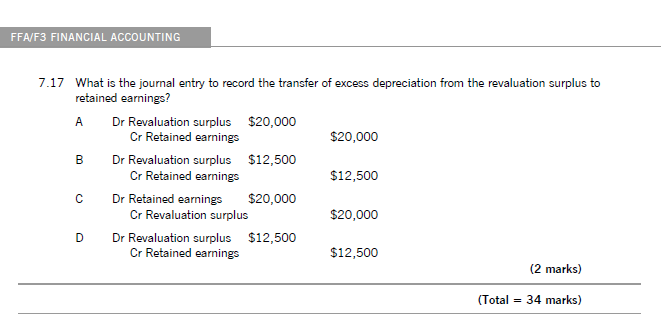 FFA/F3 FINANCIAL ACCOUNTING
7.17 What is the journal entry to record the transfer of excess depreciation from the revaluation surplus to
retained earnings?
A Dr Revaluation surplus $20,000
Cr Retained earnings $20,000
B Dr Revaluation surplus $12,500
Cr Retained earnings $12,500
C Dr Retained earnings $20,000
Cr Revaluation surplus $20,000
D Dr Revaluation surplus $12,500
Cr Retained earnings $12,500
(2 marks)
(Total = 34 marks)